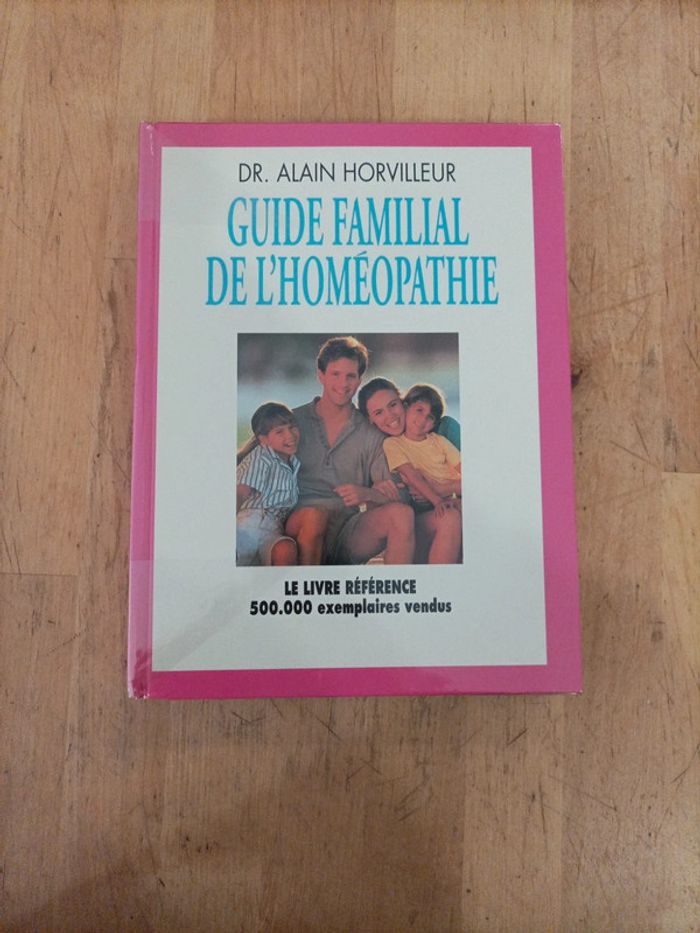 DR. ALAIN HORVILLEUR
GUIDE FAMILIAL
DE L'HOMÉOPATHIE
LE LIVRE RÉFÉRENCE
500.000 exemplaires vendus